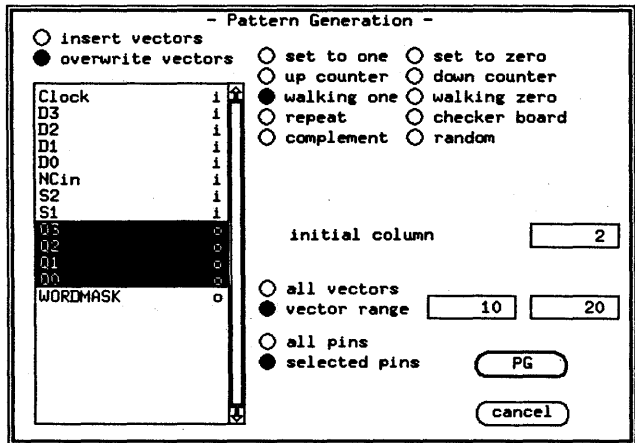 - Pattern Generation -
insert vectors
overwrite vectors
set to one set to zero
up counter down counter
walking one walking zero
repeat checker board
complement random
Clock i
D3 i
D2 i
D1 i
D0 i
NCin i
S2 i
S1 i
Q3 o
Q2 o
Q1 o
Q0 o
WORDMASK o
initial column 2
all vectors
vector range 10 20
all pins
selected pins
PG
cancel